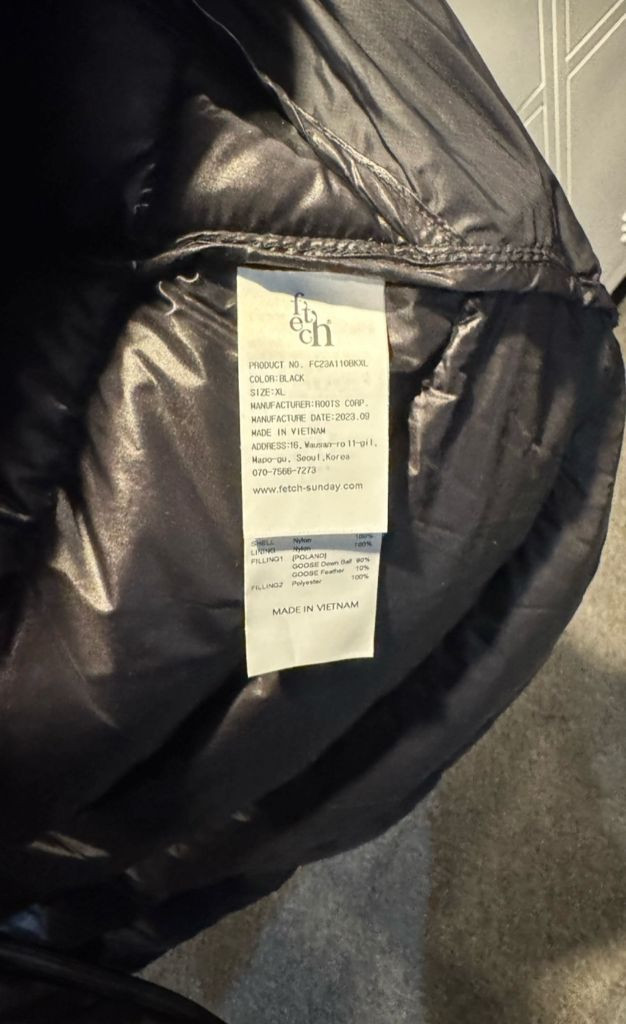 fetch®
PRODUCT NO. FC23A110BKXL
COLOR:BLACK
SIZE:XL
MANUFACTURER:ROOTS CORP.
MANUFACTURE DATE:2023.09
MADE IN VIETNAM
ADDRESS:16, Wausan-ro 11-gil,
Mapo-gu, Seoul,Korea
070-7566-7273
www.fetch-sunday.com
SHELL Nylon 100%
LINING Nylon 100%
FILLING1 (POLAND)
GOOSE Down Ball 90%
GOOSE Feather 10%
FILLING2 Polyester 100%
MADE IN VIETNAM